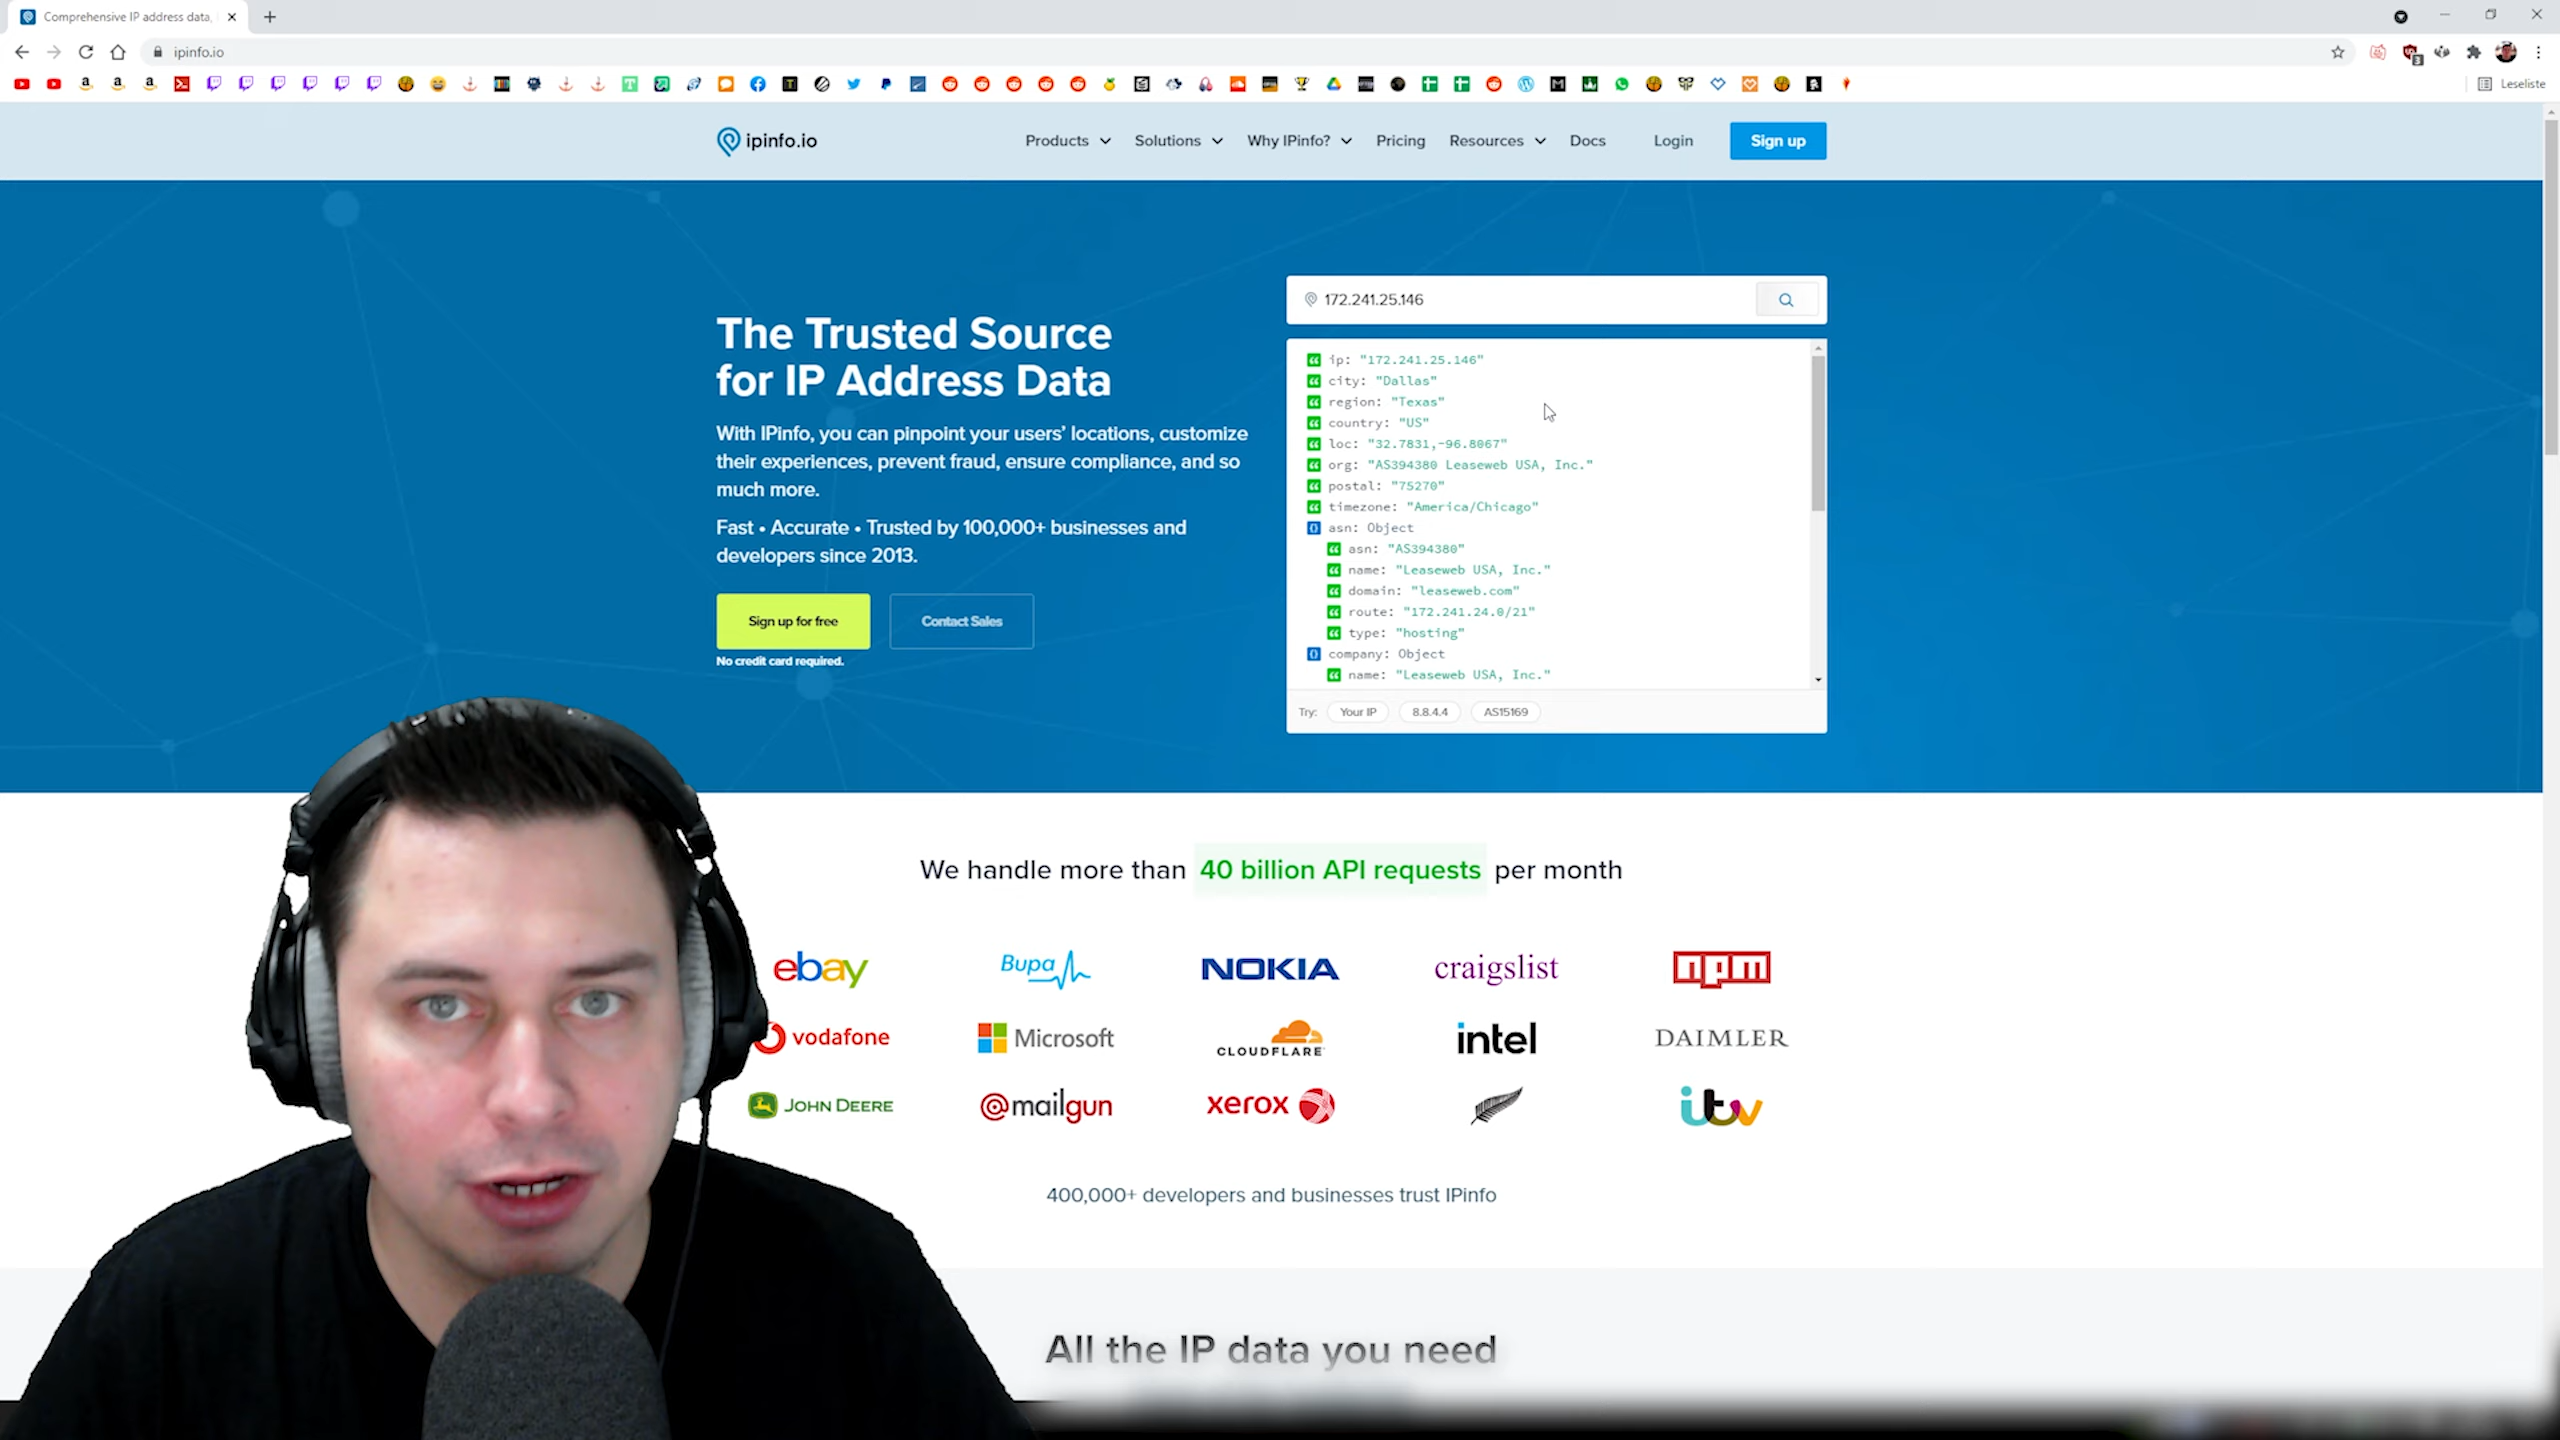 Comprehensive IP address data,
ipinfo.io
Leseliste
ipinfo.io
Products
Solutions
Why IPinfo?
Pricing
Resources
Docs
Login
Sign up
The Trusted Source
for IP Address Data
With IPinfo, you can pinpoint your users' locations, customize
their experiences, prevent fraud, ensure compliance, and so
much more.
Fast • Accurate • Trusted by 100,000+ businesses and
developers since 2013.
Sign up for free
Contact Sales
No credit card required.
172.241.25.146
ip: "172.241.25.146"
city: "Dallas"
region: "Texas"
country: "US"
loc: "32.7831,-96.8067"
org: "AS394380 Leaseweb USA, Inc."
postal: "75270"
timezone: "America/Chicago"
asn: Object
asn: "AS394380"
name: "Leaseweb USA, Inc."
domain: "leaseweb.com"
route: "172.241.24.0/21"
type: "hosting"
company: Object
name: "Leaseweb USA, Inc."
Try:
Your IP
8.8.4.4
AS15169
We handle more than 40 billion API requests per month
ebay
Bupa
NOKIA
craigslist
npm
vodafone
Microsoft
CLOUDFLARE
intel
DAIMLER
JOHN DEERE
@mailgun
xerox
itv
400,000+ developers and businesses trust IPinfo
All the IP data you need